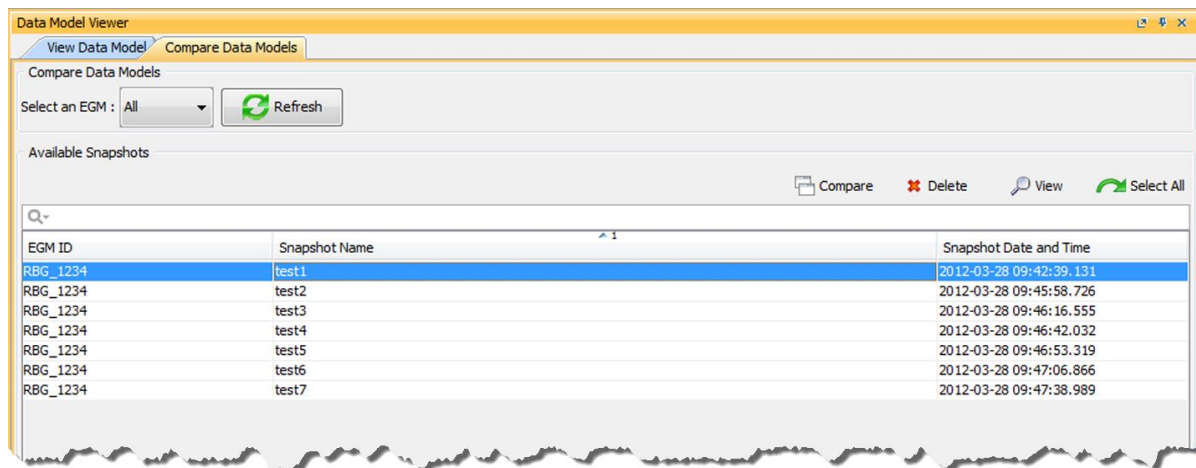 Data Model Viewer
View Data Model Compare Data Models
Compare Data Models
Select an EGM : All Refresh
Available Snapshots
Compare Delete View Select All
1
EGM ID Snapshot Name Snapshot Date and Time
RBG_1234 test1 2012-03-28 09:42:39.131
RBG_1234 test2 2012-03-28 09:45:58.726
RBG_1234 test3 2012-03-28 09:46:16.555
RBG_1234 test4 2012-03-28 09:46:42.032
RBG_1234 test5 2012-03-28 09:46:53.319
RBG_1234 test6 2012-03-28 09:47:06.866
RBG_1234 test7 2012-03-28 09:47:38.989